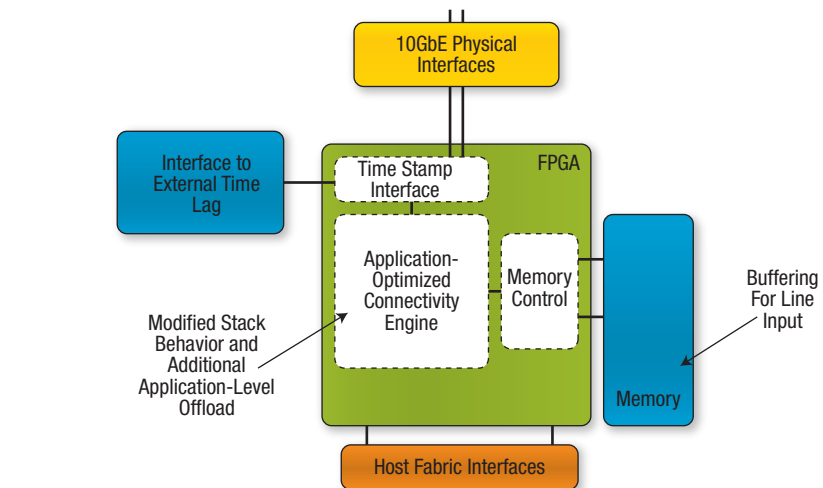 10GbE Physical
Interfaces
FPGA
Interface to
External Time
Lag
Time Stamp
Interface
Application-
Optimized
Connectivity
Engine
Memory
Control
Buffering
For Line
Input
Modified Stack
Behavior and
Additional
Application-Level
Offload
Memory
Host Fabric Interfaces